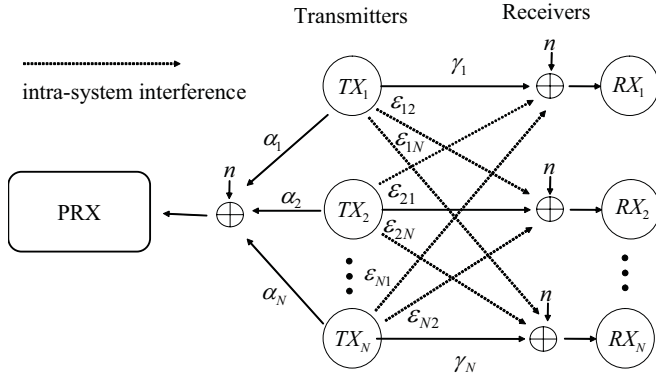 Transmitters
Receivers
intra-system interference
TX₁
γ₁
n
RX₁
ε₁₂
ε₁N
α₁
n
PRX
α₂
TX₂
ε₂₁
ε₂N
n
RX₂
αN
εN₁
εN₂
n
TXN
γN
RXN